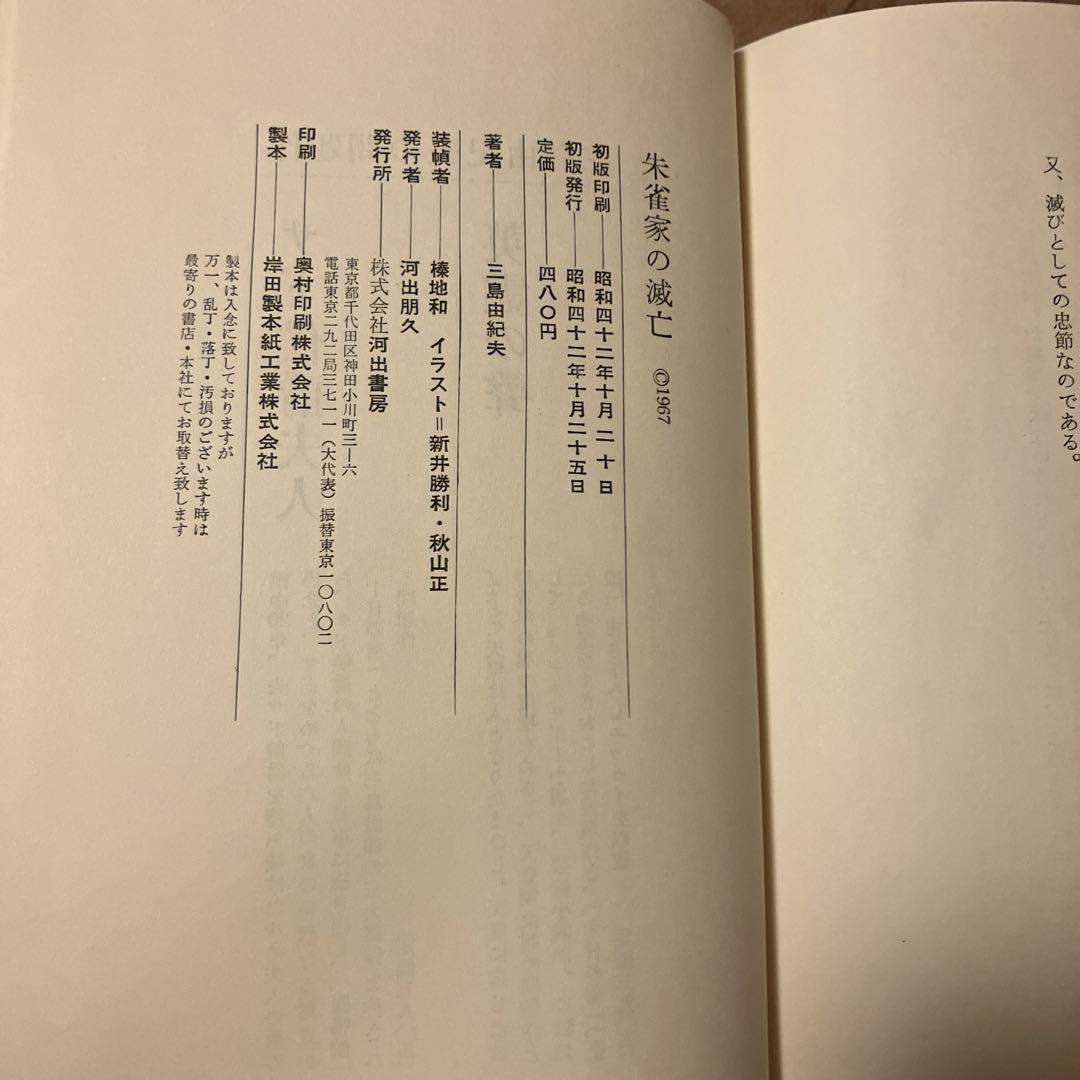 又、滅びとしての忠節なのである。
朱雀家の滅亡 ©1967
初版印刷――昭和四十二年十月二十日
初版発行――昭和四十二年十月二十五日
定価――四八〇円
著者――三島由紀夫
装幀者――榛地和 イラスト=新井勝利・秋山正
発行者――河出朋久
発行所――株式会社河出書房
東京都千代田区神田小川町三―六
電話東京二九二局三七一一(大代表)振替東京一〇八〇二
印刷――奥村印刷株式会社
製本――岸田製本紙工業株式会社
製本は入念に致しておりますが
万一、乱丁・落丁・汚損のございます時は
最寄りの書店・本社にてお取替え致します